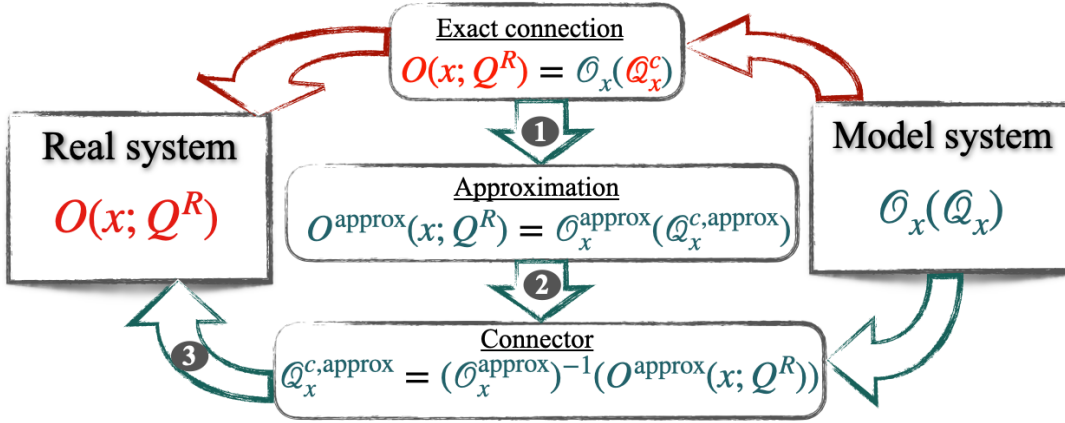 Exact connection
O(x; Q^R) = 𝒪_x(𝒬_x^c)
1
Real system
O(x; Q^R)
Model system
𝒪_x(𝒬_x)
Approximation
O^approx(x; Q^R) = 𝒪_x^approx(𝒬_x^c,approx)
2
Connector
𝒬_x^c,approx = (𝒪_x^approx)^−1(O^approx(x; Q^R))
3